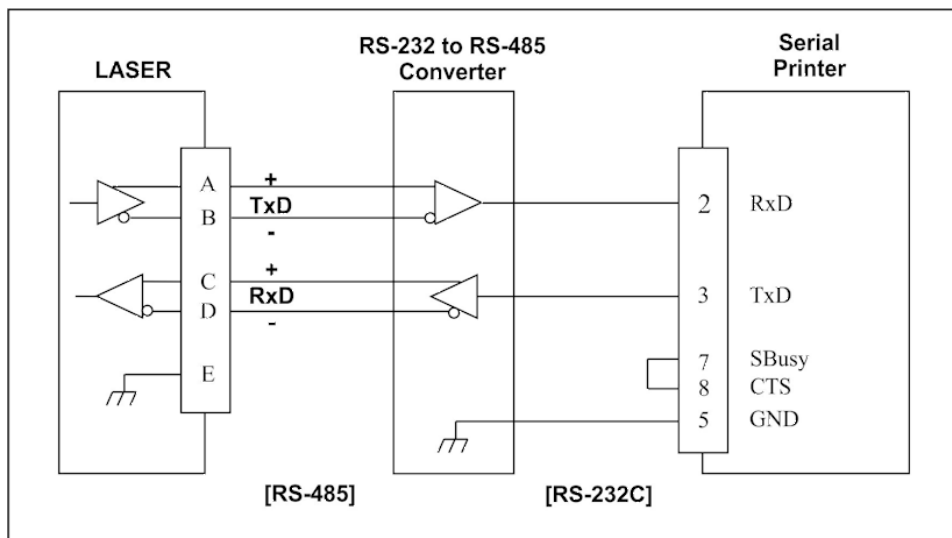 LASER
RS-232 to RS-485
Converter
Serial
Printer
A
+
TxD
B
-
2
RxD
C
+
RxD
D
-
3
TxD
E
7
SBusy
8
CTS
5
GND
[RS-485]
[RS-232C]